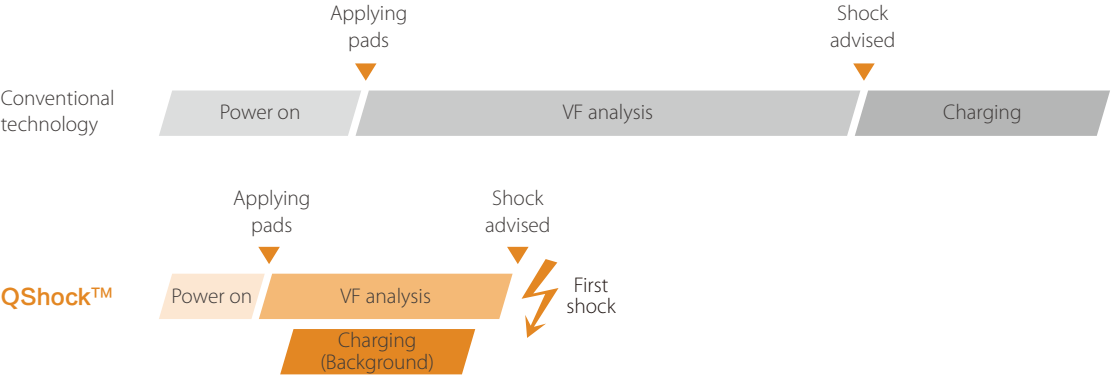 Applying
pads
Shock
advised
Conventional
technology
Power on
VF analysis
Charging
Applying
pads
Shock
advised
QShock™
Power on
VF analysis
First
shock
Charging
(Background)